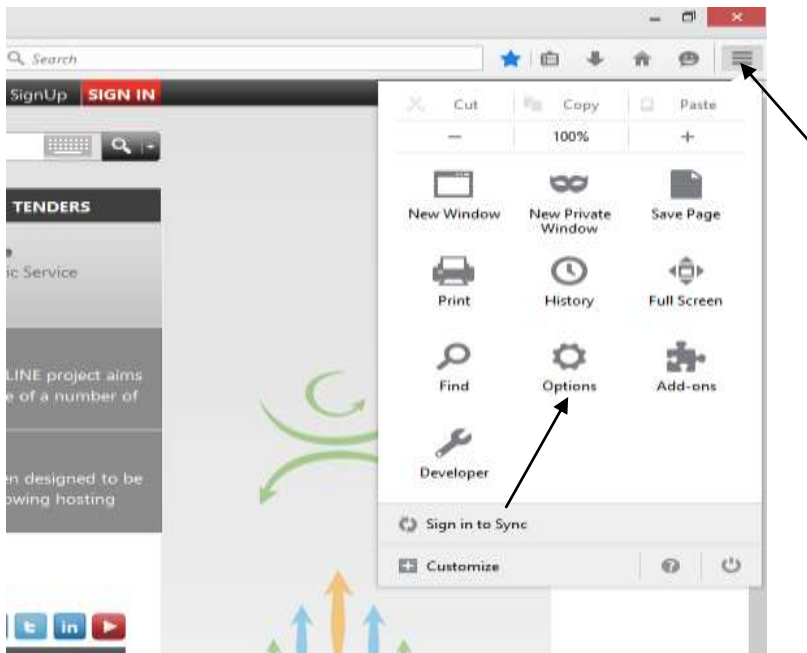 Search
SignUp SIGN IN
Cut Copy Paste
100%
TENDERS
New Window New Private Window Save Page
ic Service
Print History Full Screen
LINE project aims
e of a number of
Find Options Add-ons
Developer
en designed to be
owing hosting
Sign in to Sync
Customize
in